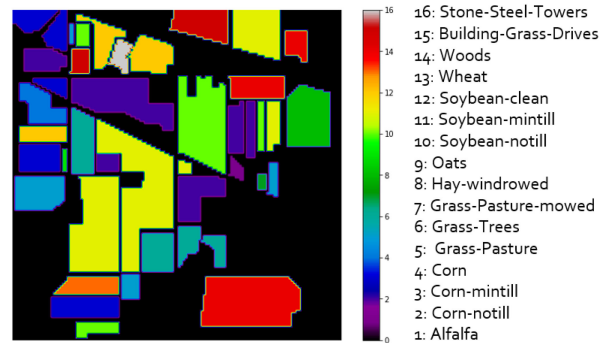 16
14
12
10
8
6
4
2
0
16: Stone-Steel-Towers
15: Building-Grass-Drives
14: Woods
13: Wheat
12: Soybean-clean
11: Soybean-mintill
10: Soybean-notill
9: Oats
8: Hay-windrowed
7: Grass-Pasture-mowed
6: Grass-Trees
5: Grass-Pasture
4: Corn
3: Corn-mintill
2: Corn-notill
1: Alfalfa